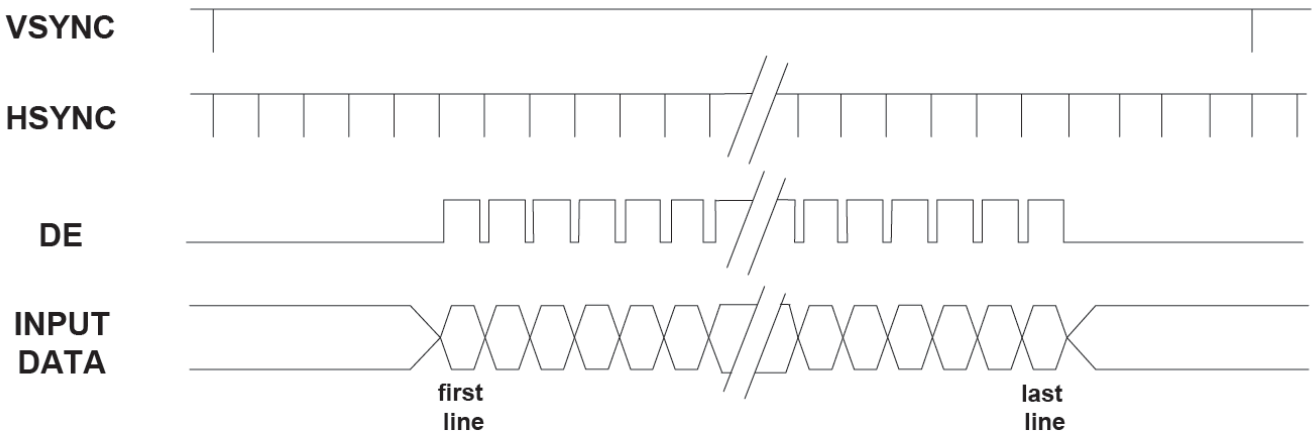 VSYNC
HSYNC
DE
INPUT
DATA
first
line
last
line